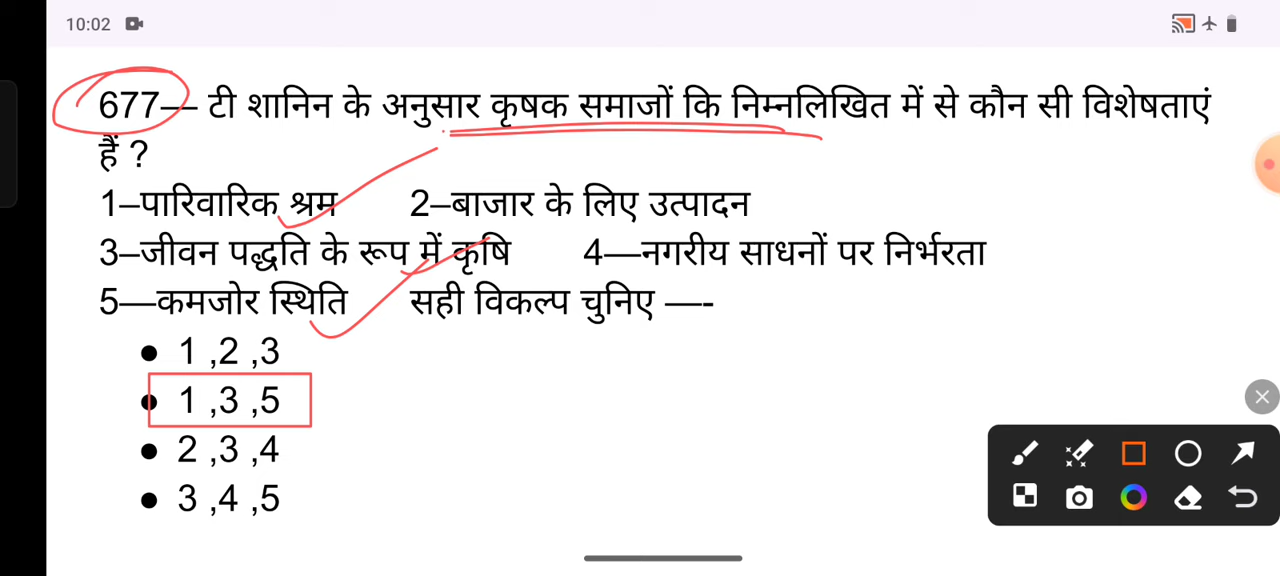 10:02
677— टी शानिन के अनुसार कृषक समाजों कि निम्नलिखित में से कौन सी विशेषताएं
हैं ?
1–पारिवारिक श्रम 2–बाजार के लिए उत्पादन
3–जीवन पद्धति के रूप में कृषि 4—नगरीय साधनों पर निर्भरता
5—कमजोर स्थिति सही विकल्प चुनिए —-
● 1 ,2 ,3
● 1 ,3 ,5
● 2 ,3 ,4
● 3 ,4 ,5